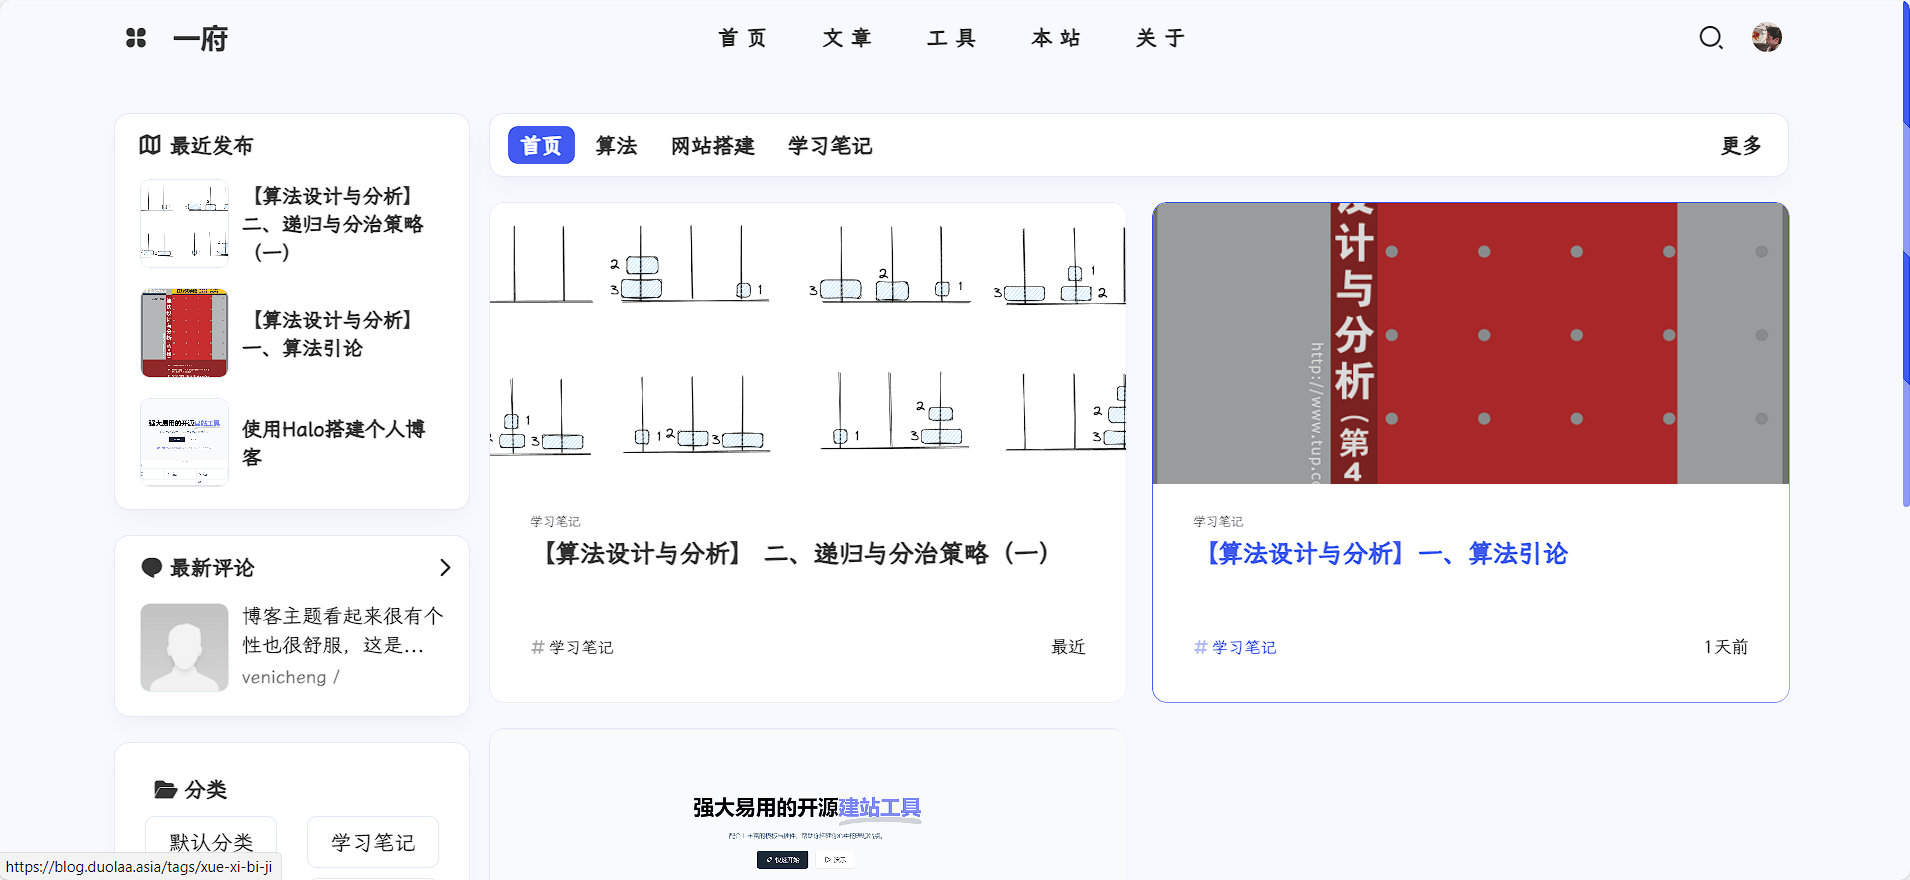 一府
首页
文章
工具
本站
关于
最近发布
【算法设计与分析】
二、递归与分治策略
（一）
【算法设计与分析】
一、算法引论
使用Halo搭建个人博
客
最新评论
博客主题看起来很有个
性也很舒服，这是...
venicheng /
分类
默认分类
学习笔记
https://blog.duolaa.asia/tags/xue-xi-bi-ji
首页
算法
网站搭建
学习笔记
更多
2
3
1
3
2
1
3
1
2
1
3
1
2
3
1
2
3
2
3
学习笔记
【算法设计与分析】 二、递归与分治策略（一）
#学习笔记
最近
计与分析（第4
http://www.tup.c
学习笔记
【算法设计与分析】一、算法引论
#学习笔记
1天前
强大易用的开源建站工具
快速开始
演示